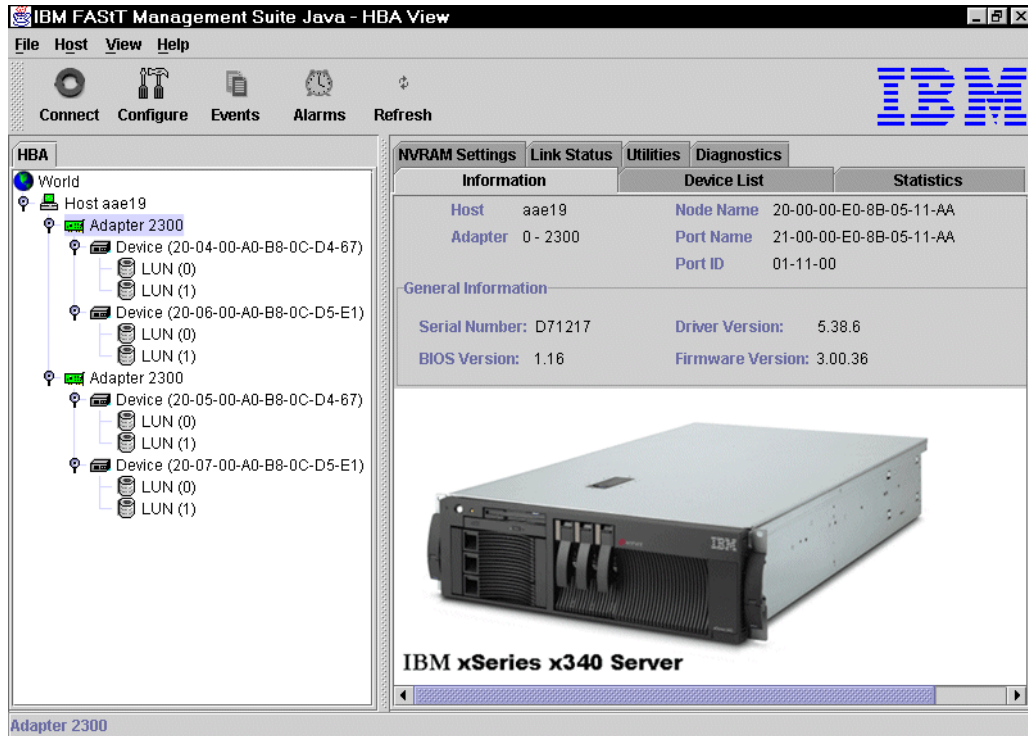 IBM FAStT Management Suite Java - HBA View
File Host View Help
Connect Configure Events Alarms Refresh
IBM
HBA
World
Host aae19
Adapter 2300
Device (20-04-00-A0-B8-0C-D4-67)
LUN (0)
LUN (1)
Device (20-06-00-A0-B8-0C-D5-E1)
LUN (0)
LUN (1)
Adapter 2300
Device (20-05-00-A0-B8-0C-D4-67)
LUN (0)
LUN (1)
Device (20-07-00-A0-B8-0C-D5-E1)
LUN (0)
LUN (1)
NVRAM Settings Link Status Utilities Diagnostics
Information Device List Statistics
Host aae19 Node Name 20-00-00-E0-8B-05-11-AA
Adapter 0 - 2300 Port Name 21-00-00-E0-8B-05-11-AA
Port ID 01-11-00
General Information
Serial Number: D71217 Driver Version: 5.38.6
BIOS Version: 1.16 Firmware Version: 3.00.36
IBM
IBM xSeries x340 Server
Adapter 2300